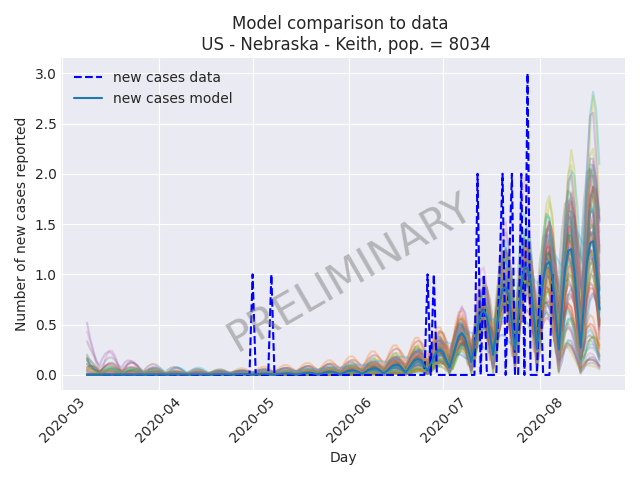 Model comparison to data
US - Nebraska - Keith, pop. = 8034
new cases data
new cases model
PRELIMINARY
Number of new cases reported
3.0
2.5
2.0
1.5
1.0
0.5
0.0
2020-03
2020-04
2020-05
2020-06
2020-07
2020-08
Day